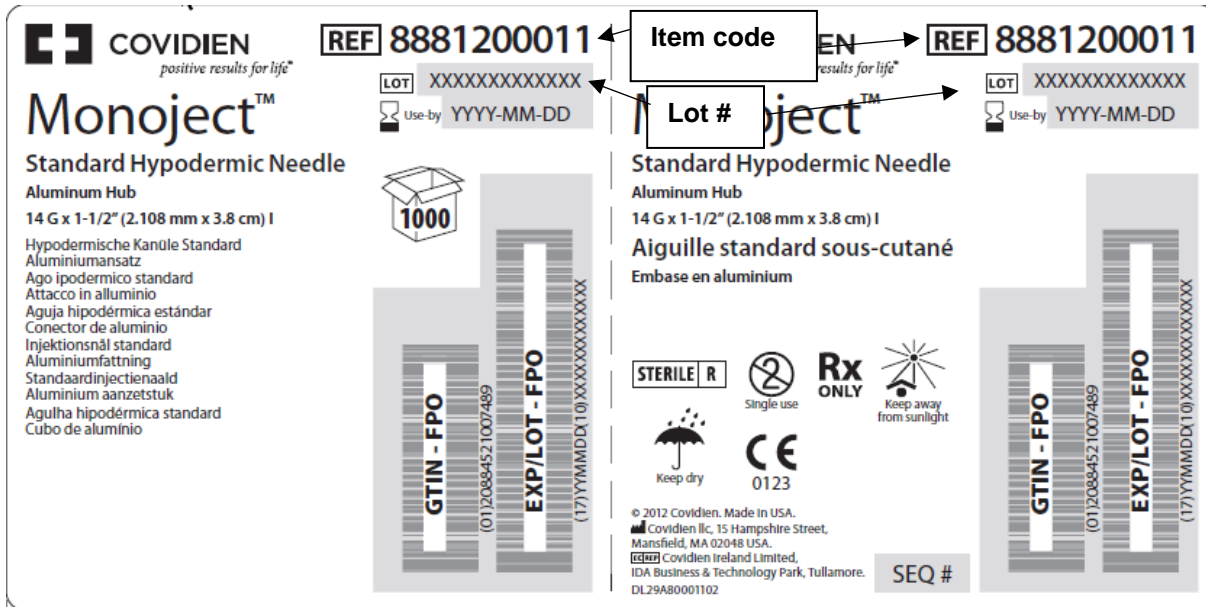 COVIDIEN
positive results for life™
REF 8881200011
LOT XXXXXXXXXXXXX
Use-by YYYY-MM-DD
Monoject™
Standard Hypodermic Needle
Aluminum Hub
14 G x 1-1/2" (2.108 mm x 3.8 cm) I
Hypodermische Kanüle Standard
Aluminiumansatz
Ago ipodermico standard
Attacco in alluminio
Aguja hipodérmica estándar
Conector de aluminio
Injektionsnål standard
Aluminiumfattning
Standaardinjectienaald
Aluminium aanzetstuk
Agulha hipodérmica standard
Cubo de alumínio
1000
GTIN - FPO
(01)20884521007489
EXP/LOT - FPO
(17)YYMMDD(10)XXXXXXXXXXXXX
Item code
Lot #
EN
results for life™
REF 8881200011
LOT XXXXXXXXXXXXX
Use-by YYYY-MM-DD
M ject™
Standard Hypodermic Needle
Aluminum Hub
14 G x 1-1/2" (2.108 mm x 3.8 cm) I
Aiguille standard sous-cutané
Embase en aluminium
STERILE R
2
Single use
Rx
ONLY
Keep away
from sunlight
Keep dry
CE
0123
© 2012 Covidien. Made in USA.
Covidien llc, 15 Hampshire Street,
Mansfield, MA 02048 USA.
EC REP Covidien Ireland Limited,
IDA Business & Technology Park, Tullamore.
DL29A80001102
SEQ #
GTIN - FPO
(01)20884521007489
EXP/LOT - FPO
(17)YYMMDD(10)XXXXXXXXXXXXX